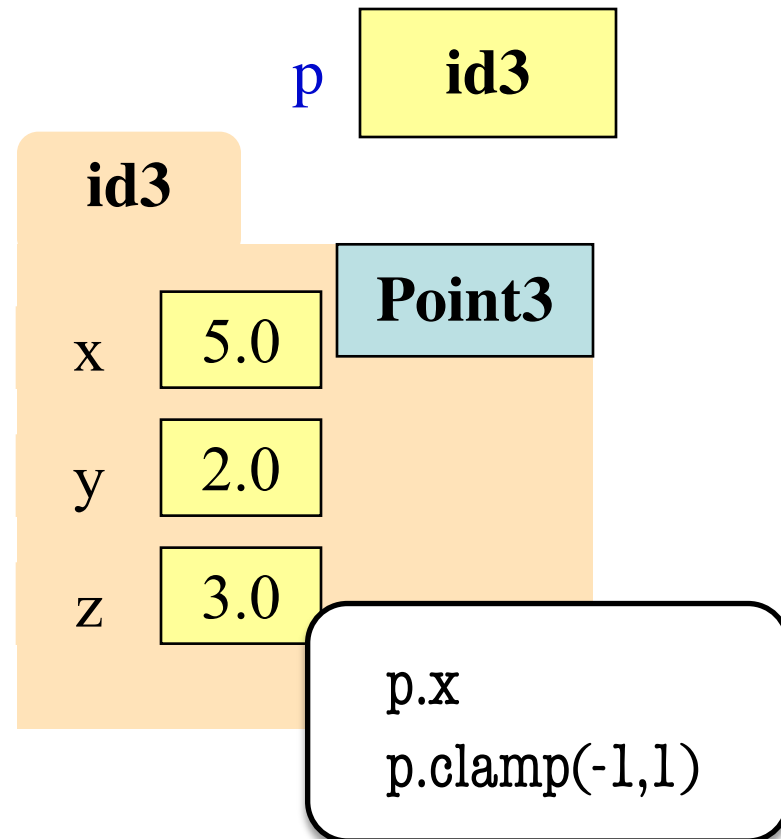 p id3
id3
Point3
x 5.0
y 2.0
z 3.0
p.x
p.clamp(-1,1)